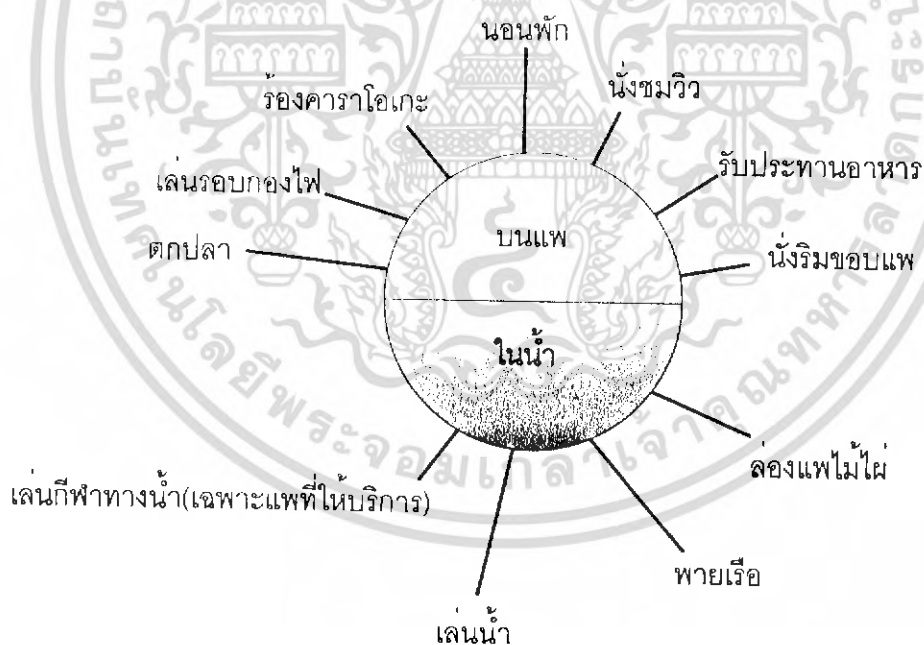 นอนพัก
นั่งชมวิว
ร้องคาราโอเกะ
รับประทานอาหาร
เล่นรอบกองไฟ
บนแพ
ตกปลา
นั่งริมขอบแพ
ในน้ำ
ล่องแพไม้ไผ่
เล่นกีฬาทางน้ำ(เฉพาะแพที่ให้บริการ)
พายเรือ
เล่นน้ำ